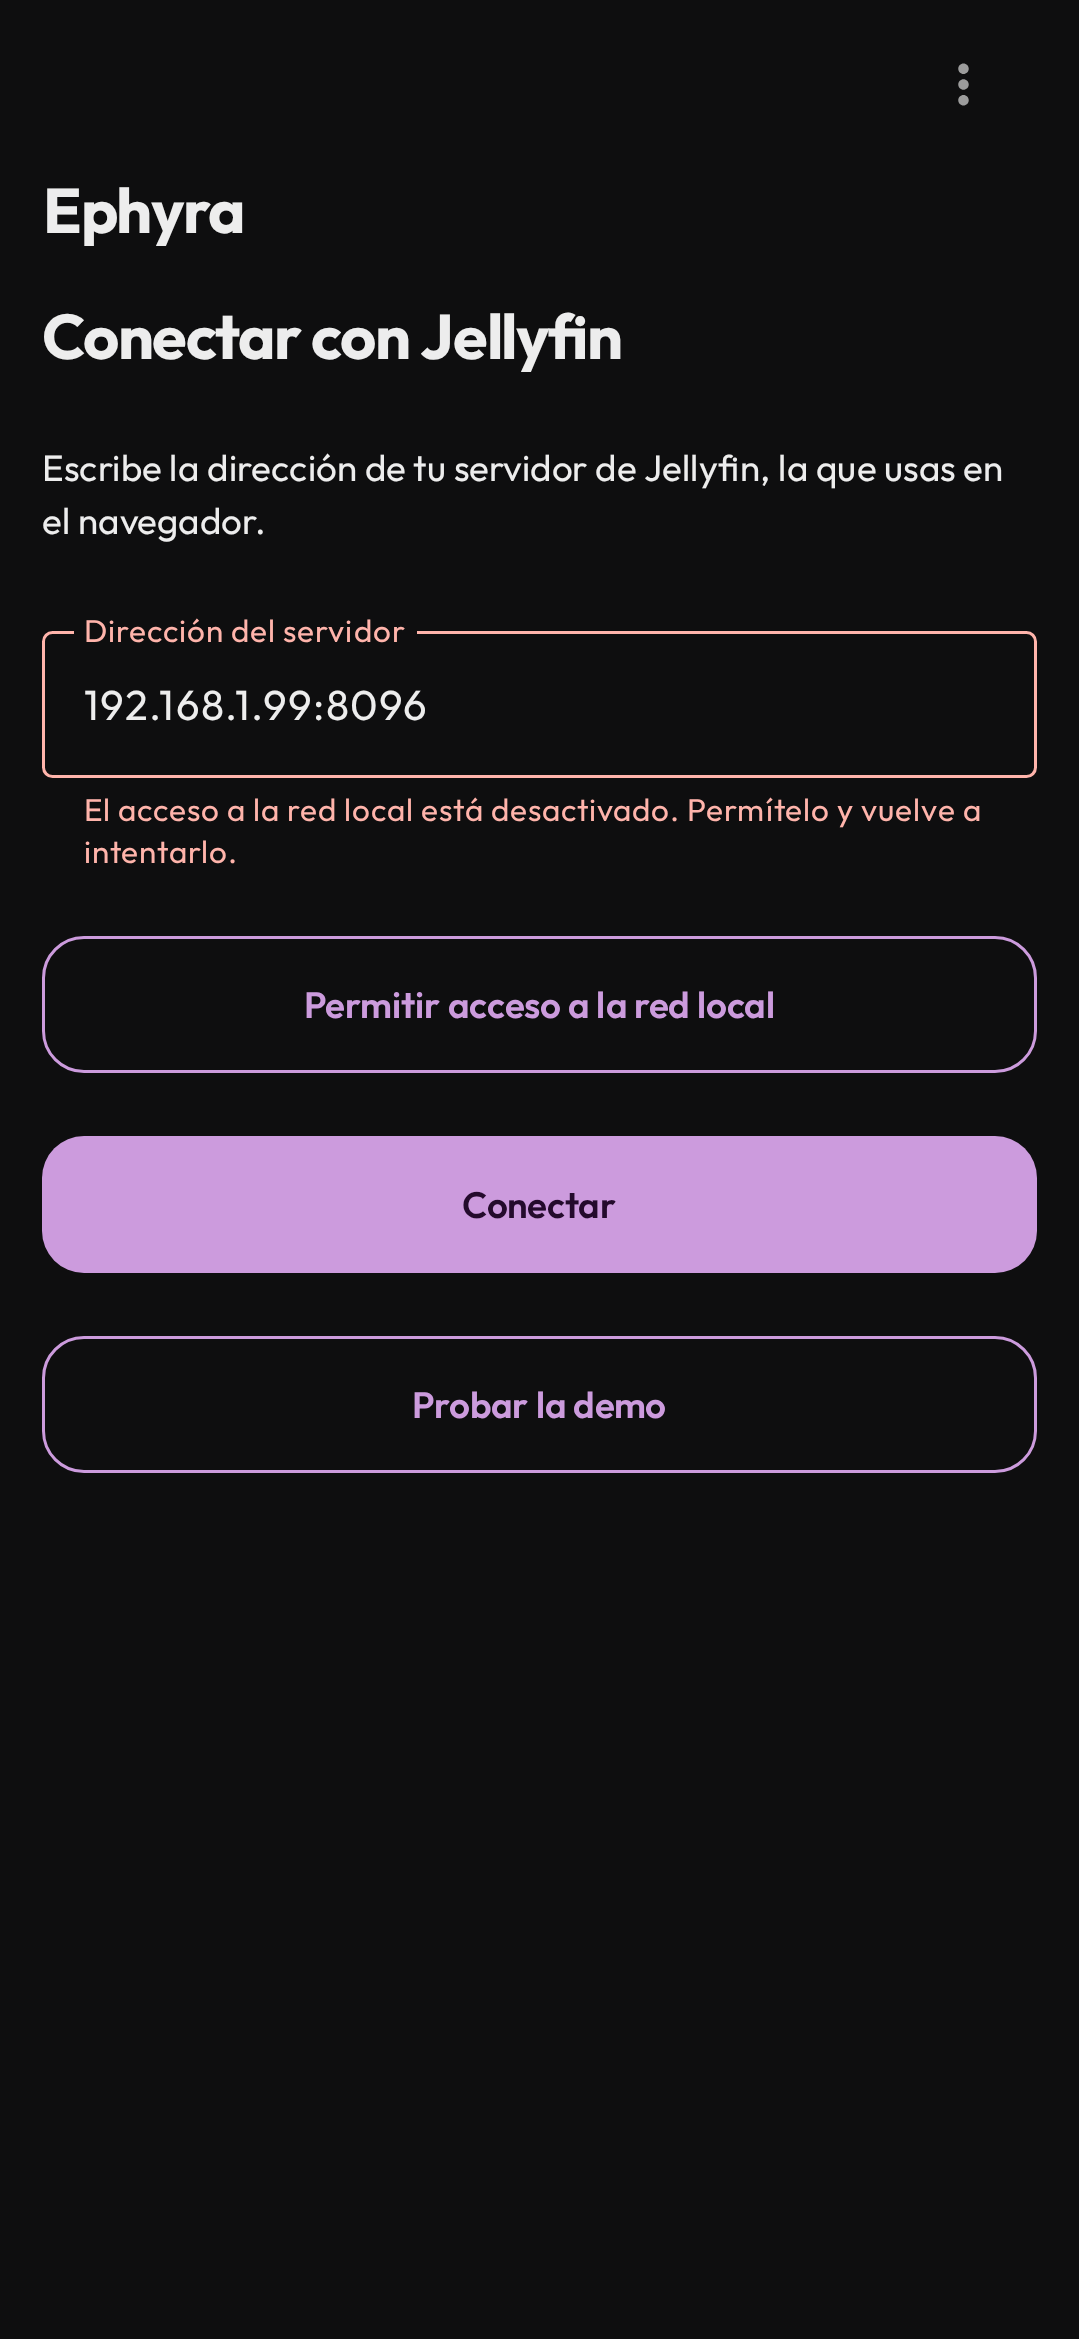 Ephyra
Conectar con Jellyfin
Escribe la dirección de tu servidor de Jellyfin, la que usas en
el navegador.
Dirección del servidor
192.168.1.99:8096
El acceso a la red local está desactivado. Permítelo y vuelve a
intentarlo.
Permitir acceso a la red local
Conectar
Probar la demo